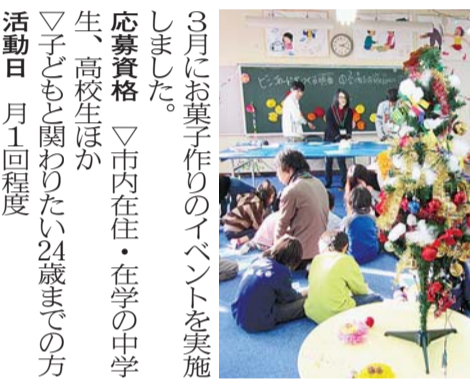 3月にお菓子作りのイベントを実施
しました。
応募資格　▽市内在住・在学の中学
生、高校生ほか
▽子どもと関わりたい24歳までの方
活動日　月1回程度